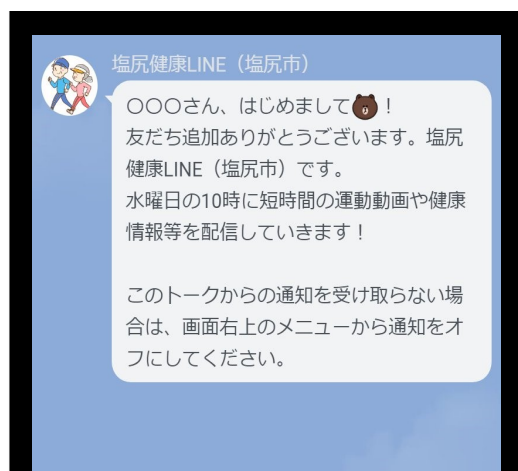 塩尻健康LINE（塩尻市）
〇〇〇さん、はじめまして🐻！
友だち追加ありがとうございます。塩尻
健康LINE（塩尻市）です。
水曜日の10時に短時間の運動動画や健康
情報等を配信していきます！
このトークからの通知を受け取らない場
合は、画面右上のメニューから通知をオ
フにしてください。